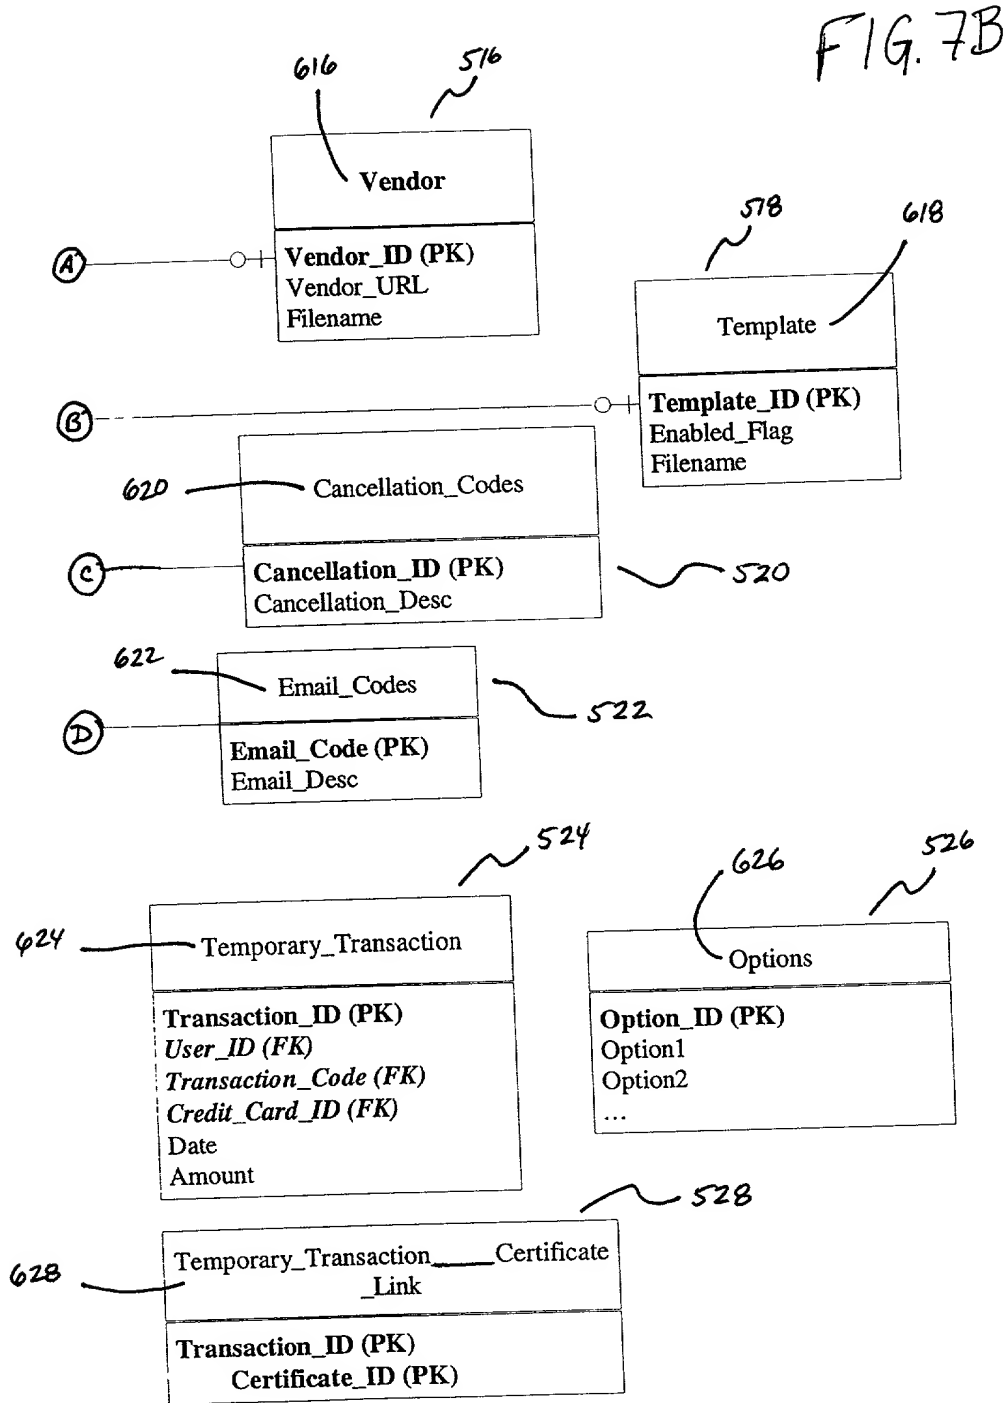 FIG. 7B
616
516
Vendor
Vendor_ID (PK)
Vendor_URL
Filename
A
518
618
Template
Template_ID (PK)
Enabled_Flag
Filename
B
620
Cancellation_Codes
Cancellation_ID (PK)
Cancellation_Desc
C
520
622
Email_Codes
522
D
Email_Code (PK)
Email_Desc
524
624
Temporary_Transaction
Transaction_ID (PK)
User_ID (FK)
Transaction_Code (FK)
Credit_Card_ID (FK)
Date
Amount
626
526
Options
Option_ID (PK)
Option1
Option2
...
528
628
Temporary_Transaction____Certificate
_Link
Transaction_ID (PK)
Certificate_ID (PK)